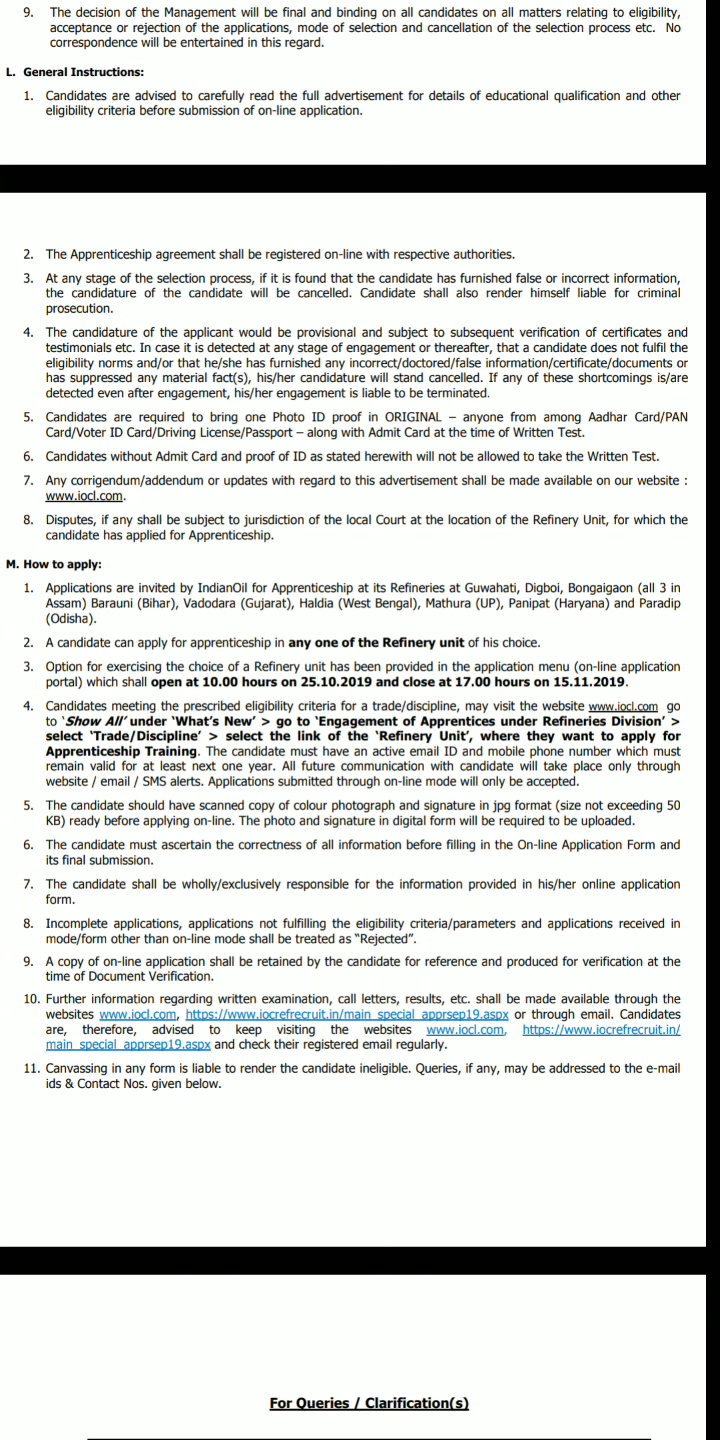 9. The decision of the Management will be final and binding on all candidates on all matters relating to eligibility,
acceptance or rejection of the applications, mode of selection and cancellation of the selection process etc. No
correspondence will be entertained in this regard.
L. General Instructions:
1. Candidates are advised to carefully read the full advertisement for details of educational qualification and other
eligibility criteria before submission of on-line application.
2. The Apprenticeship agreement shall be registered on-line with respective authorities.
3. At any stage of the selection process, if it is found that the candidate has furnished false or incorrect information,
the candidature of the candidate will be cancelled. Candidate shall also render himself liable for criminal
prosecution.
4. The candidature of the applicant would be provisional and subject to subsequent verification of certificates and
testimonials etc. In case it is detected at any stage of engagement or thereafter, that a candidate does not fulfil the
eligibility norms and/or that he/she has furnished any incorrect/doctored/false information/certificate/documents or
has suppressed any material fact(s), his/her candidature will stand cancelled. If any of these shortcomings is/are
detected even after engagement, his/her engagement is liable to be terminated.
5. Candidates are required to bring one Photo ID proof in ORIGINAL – anyone from among Aadhar Card/PAN
Card/Voter ID Card/Driving License/Passport – along with Admit Card at the time of Written Test.
6. Candidates without Admit Card and proof of ID as stated herewith will not be allowed to take the Written Test.
7. Any corrigendum/addendum or updates with regard to this advertisement shall be made available on our website :
www.iocl.com.
8. Disputes, if any shall be subject to jurisdiction of the local Court at the location of the Refinery Unit, for which the
candidate has applied for Apprenticeship.
M. How to apply:
1. Applications are invited by IndianOil for Apprenticeship at its Refineries at Guwahati, Digboi, Bongaigaon (all 3 in
Assam) Barauni (Bihar), Vadodara (Gujarat), Haldia (West Bengal), Mathura (UP), Panipat (Haryana) and Paradip
(Odisha).
2. A candidate can apply for apprenticeship in any one of the Refinery unit of his choice.
3. Option for exercising the choice of a Refinery unit has been provided in the application menu (on-line application
portal) which shall open at 10.00 hours on 25.10.2019 and close at 17.00 hours on 15.11.2019.
4. Candidates meeting the prescribed eligibility criteria for a trade/discipline, may visit the website www.iocl.com go
to ‘Show All’ under ‘What’s New’ > go to ‘Engagement of Apprentices under Refineries Division’ >
select ‘Trade/Discipline’ > select the link of the ‘Refinery Unit’, where they want to apply for
Apprenticeship Training. The candidate must have an active email ID and mobile phone number which must
remain valid for at least next one year. All future communication with candidate will take place only through
website / email / SMS alerts. Applications submitted through on-line mode will only be accepted.
5. The candidate should have scanned copy of colour photograph and signature in jpg format (size not exceeding 50
KB) ready before applying on-line. The photo and signature in digital form will be required to be uploaded.
6. The candidate must ascertain the correctness of all information before filling in the On-line Application Form and
its final submission.
7. The candidate shall be wholly/exclusively responsible for the information provided in his/her online application
form.
8. Incomplete applications, applications not fulfilling the eligibility criteria/parameters and applications received in
mode/form other than on-line mode shall be treated as “Rejected”.
9. A copy of on-line application shall be retained by the candidate for reference and produced for verification at the
time of Document Verification.
10. Further information regarding written examination, call letters, results, etc. shall be made available through the
websites www.iocl.com, https://www.iocrefrecruit.in/main_special_apprsep19.aspx or through email. Candidates
are, therefore, advised to keep visiting the websites www.iocl.com, https://www.iocrefrecruit.in/
main_special_apprsep19.aspx and check their registered email regularly.
11. Canvassing in any form is liable to render the candidate ineligible. Queries, if any, may be addressed to the e-mail
ids & Contact Nos. given below.
For Queries / Clarification(s)